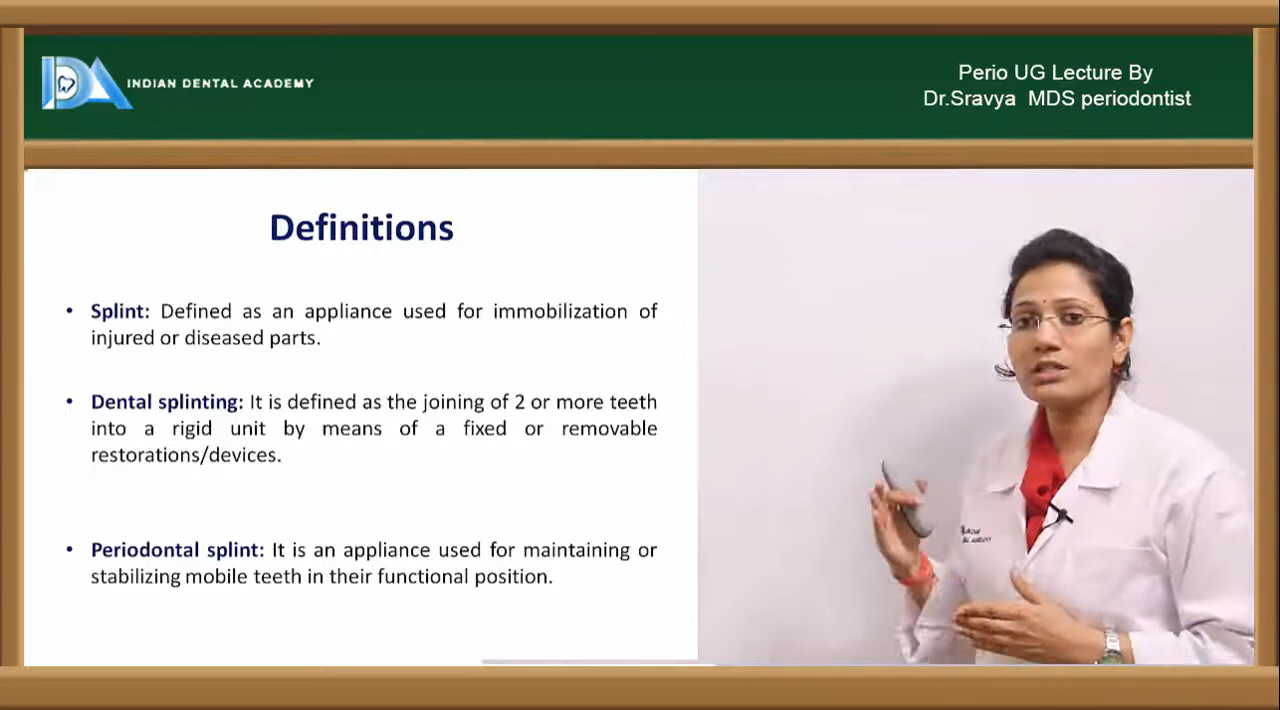 IDA
INDIAN DENTAL ACADEMY
Perio UG Lecture By
Dr.Sravya MDS periodontist
Definitions
• Splint: Defined as an appliance used for immobilization of
injured or diseased parts.
• Dental splinting: It is defined as the joining of 2 or more teeth
into a rigid unit by means of a fixed or removable
restorations/devices.
• Periodontal splint: It is an appliance used for maintaining or
stabilizing mobile teeth in their functional position.